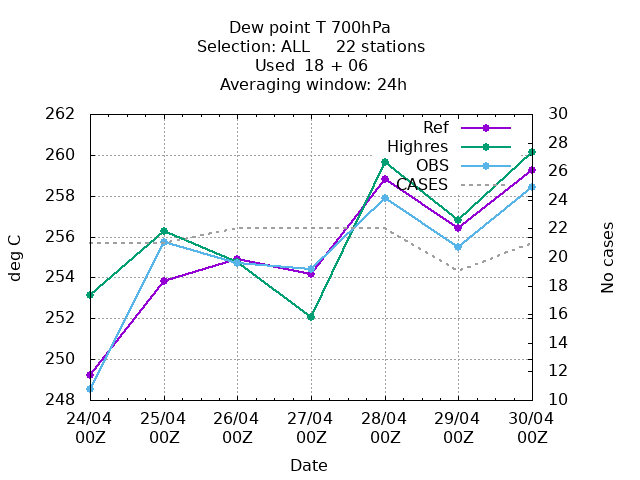 Dew point T 700hPa
Selection: ALL 22 stations
Used 18 + 06
Averaging window: 24h
262
260
258
256
254
252
250
248
deg C
30
28
26
24
22
20
18
16
14
12
10
No cases
Ref
Highres
OBS
CASES
24/04 25/04 26/04 27/04 28/04 29/04 30/04
00Z 00Z 00Z 00Z 00Z 00Z 00Z
Date